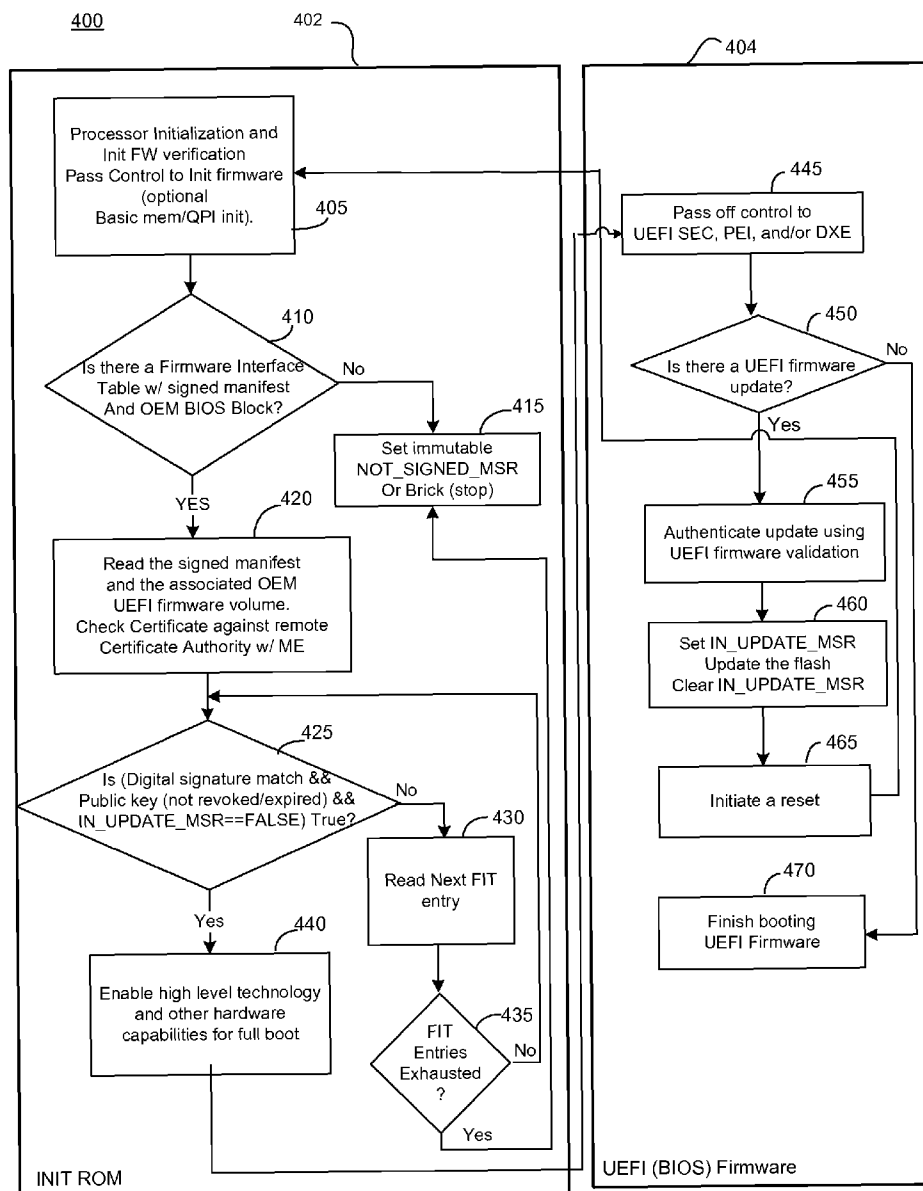 400
402
404
Processor Initialization and
Init FW verification
Pass Control to Init firmware
(optional
Basic mem/QPI init).
405
410
Is there a Firmware Interface
Table w/ signed manifest
And OEM BIOS Block?
No
415
Set immutable
NOT_SIGNED_MSR
Or Brick (stop)
YES
420
Read the signed manifest
and the associated OEM
UEFI firmware volume.
Check Certificate against remote
Certificate Authority w/ ME
425
Is (Digital signature match &&
Public key (not revoked/expired) &&
IN_UPDATE_MSR==FALSE) True?
No
430
Read Next FIT
entry
Yes
440
Enable high level technology
and other hardware
capabilities for full boot
435
FIT
Entries
Exhausted
?
No
Yes
INIT ROM
445
Pass off control to
UEFI SEC, PEI, and/or DXE
450
Is there a UEFI firmware
update?
No
Yes
455
Authenticate update using
UEFI firmware validation
460
Set IN_UPDATE_MSR
Update the flash
Clear IN_UPDATE_MSR
465
Initiate a reset
470
Finish booting
UEFI Firmware
UEFI (BIOS) Firmware